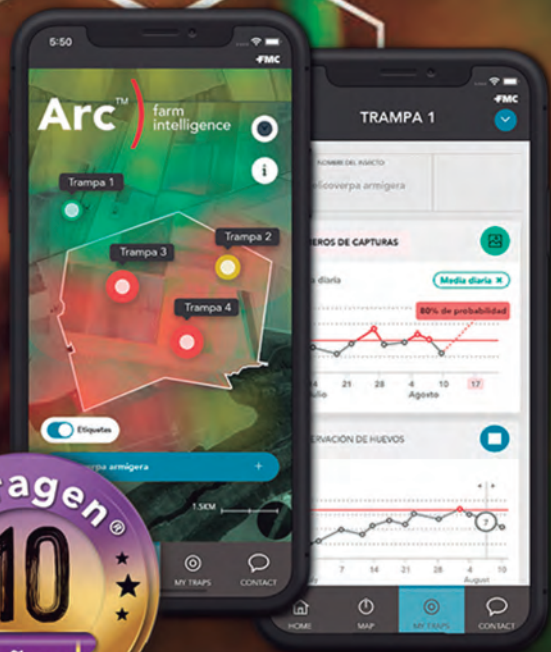 5:50
FMC
Arc™ farm intelligence
i
Trampa 1
Trampa 2
Trampa 3
Trampa 4
Etiquetas
armigera +
1.5KM
MY TRAPS
CONTACT
10
FMC
TRAMPA 1
NOMBRE DEL INSECTO
elicoverpa armigera
EROS DE CAPTURAS
diaria
Media diaria ×
80% de probabilidad
21 28 4 10 17
Agosto
ERVACIÓN DE HUEVOS
7
7 14 21 28 4 10
August
HOME
MAP
MY TRAPS
CONTACT